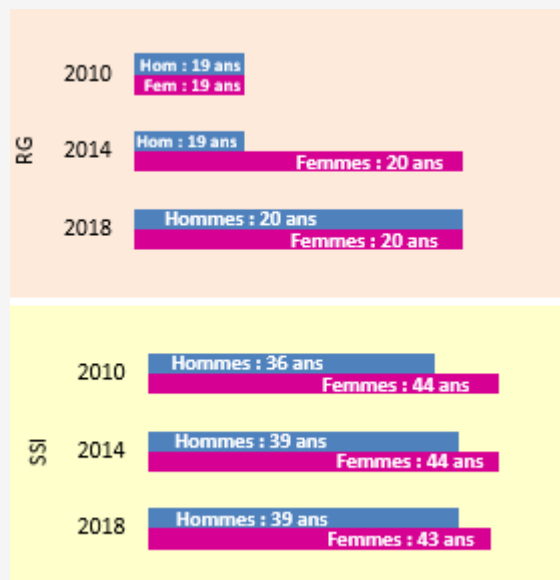 RG
2010
Hom : 19 ans
Fem : 19 ans
2014
Hom : 19 ans
Femmes : 20 ans
2018
Hommes : 20 ans
Femmes : 20 ans
SSI
2010
Hommes : 36 ans
Femmes : 44 ans
2014
Hommes : 39 ans
Femmes : 44 ans
2018
Hommes : 39 ans
Femmes : 43 ans